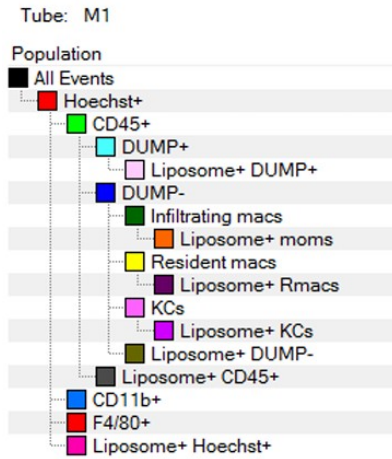 Tube: M1
Population
All Events
Hoechst+
CD45+
DUMP+
Liposome+ DUMP+
DUMP-
Infiltrating macs
Liposome+ moms
Resident macs
Liposome+ Rmacs
KCs
Liposome+ KCs
Liposome+ DUMP-
Liposome+ CD45+
CD11b+
F4/80+
Liposome+ Hoechst+